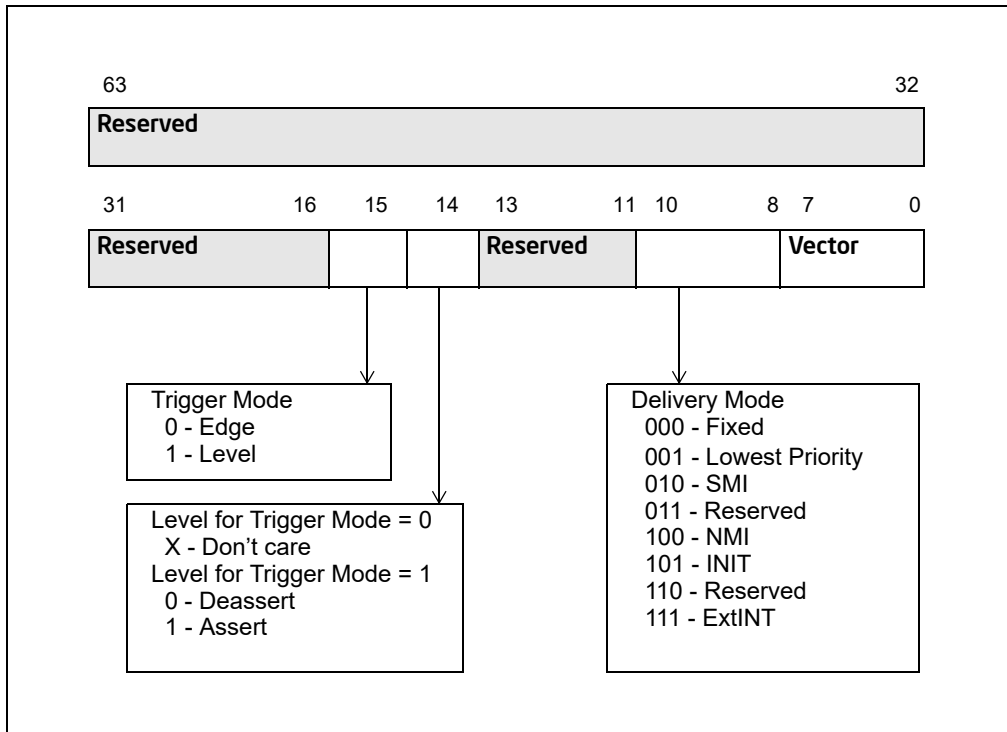 63 32
Reserved
31 16 15 14 13 11 10 8 7 0
Reserved Reserved Vector
Trigger Mode
0 - Edge
1 - Level
Level for Trigger Mode = 0
X - Don’t care
Level for Trigger Mode = 1
0 - Deassert
1 - Assert
Delivery Mode
000 - Fixed
001 - Lowest Priority
010 - SMI
011 - Reserved
100 - NMI
101 - INIT
110 - Reserved
111 - ExtINT